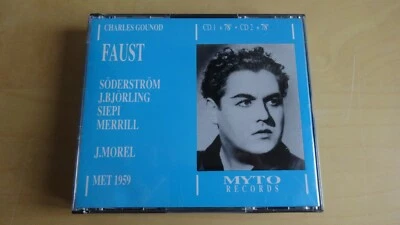 CHARLES GOUNOD
CD 1 • 78' • CD 2 • 78'
FAUST
SÖDERSTRÖM
J.BJÖRLING
SIEPI
MERRILL
J.MOREL
MET 1959
MYTO
RECORDS